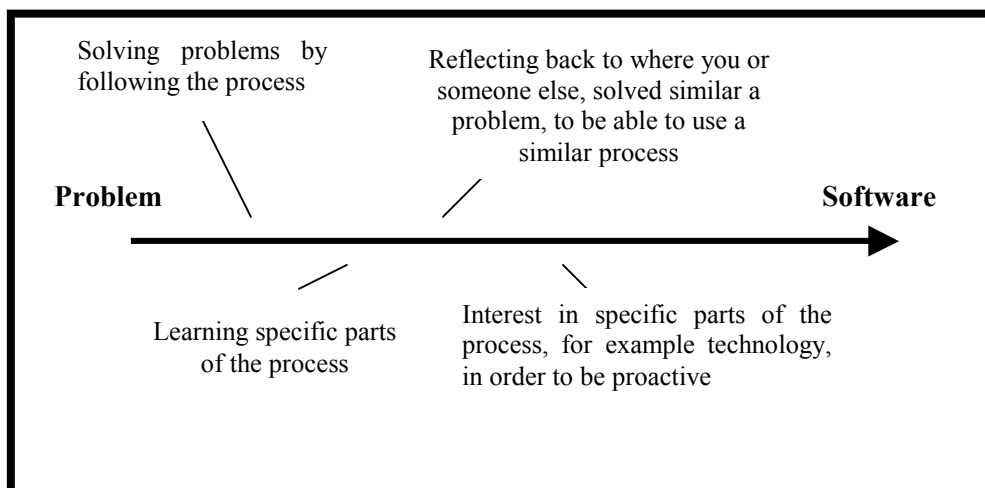 Solving problems by
following the process
Reflecting back to where you or
someone else, solved similar a
problem, to be able to use a
similar process
Problem
Software
Learning specific parts
of the process
Interest in specific parts of the
process, for example technology,
in order to be proactive